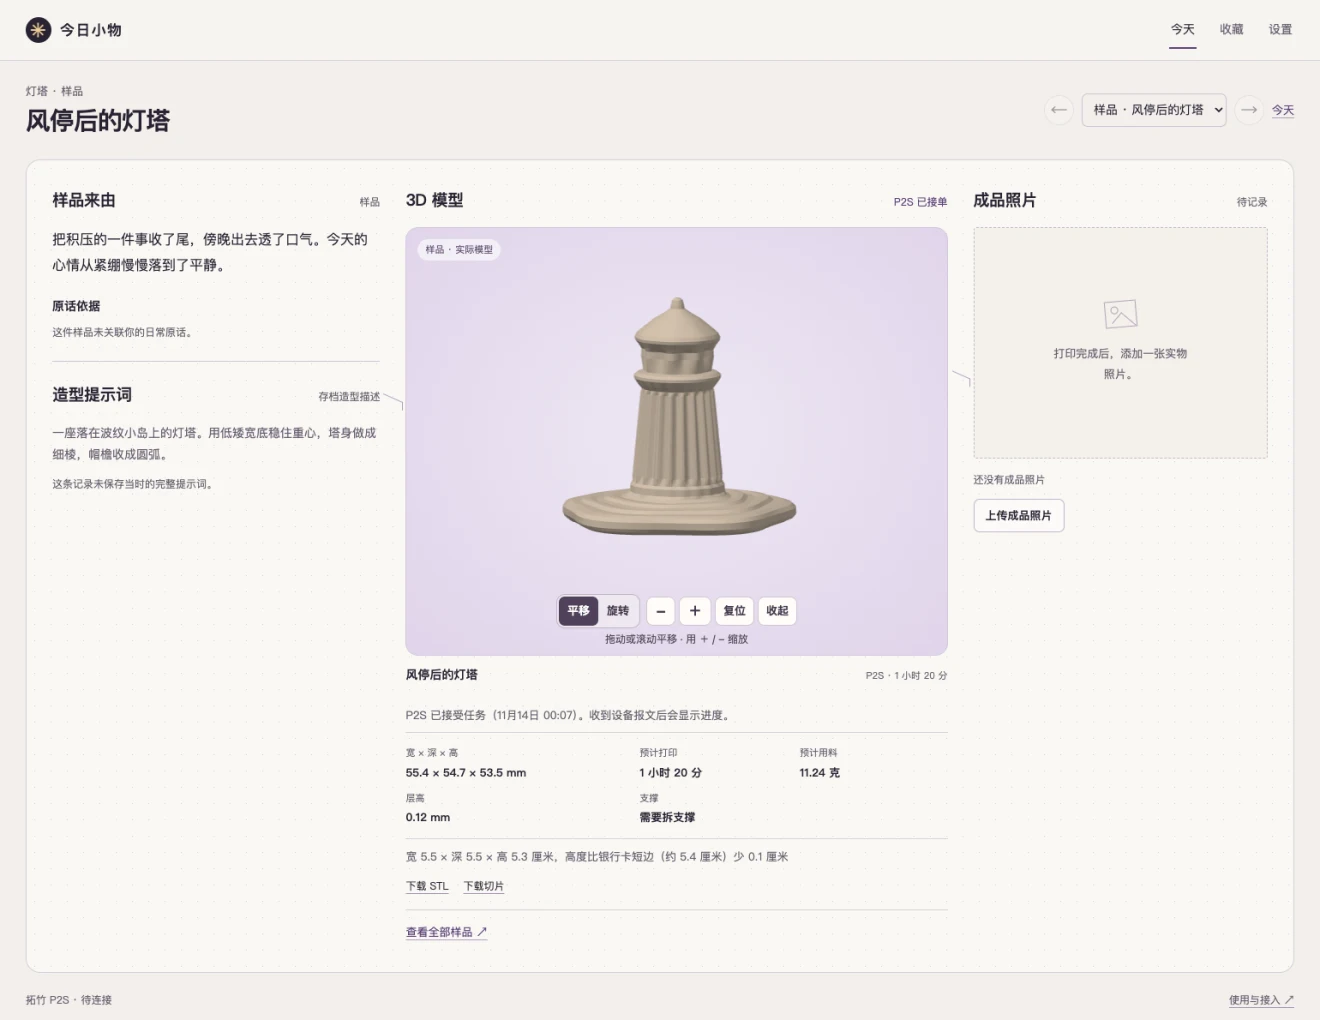 今日小物
今天
收藏
设置
灯塔 · 样品
风停后的灯塔
←
样品 · 风停后的灯塔
→
今天
样品来由
样品
把积压的一件事收了尾，傍晚出去透了口气。今天的
心情从紧绷慢慢落到了平静。
原话依据
这件样品未关联你的日常原话。
造型提示词
存档造型描述
一座落在波纹小岛上的灯塔。用低矮宽底稳住重心，塔身做成
细棱，帽檐收成圆弧。
这条记录未保存当时的完整提示词。
3D 模型
P2S 已接单
样品 · 实际模型
平移
旋转
−
+
复位
收起
拖动或滚动平移 · 用 + / − 缩放
风停后的灯塔
P2S · 1 小时 20 分
P2S 已接受任务（11月14日 00:07）。收到设备报文后会显示进度。
宽 × 深 × 高
预计打印
预计用料
55.4 × 54.7 × 53.5 mm
1 小时 20 分
11.24 克
层高
支撑
0.12 mm
需要拆支撑
宽 5.5 × 深 5.5 × 高 5.3 厘米，高度比银行卡短边（约 5.4 厘米）少 0.1 厘米
下载 STL
下载切片
查看全部样品 ↗
成品照片
待记录
打印完成后，添加一张实物
照片。
还没有成品照片
上传成品照片
拓竹 P2S · 待连接
使用与接入 ↗